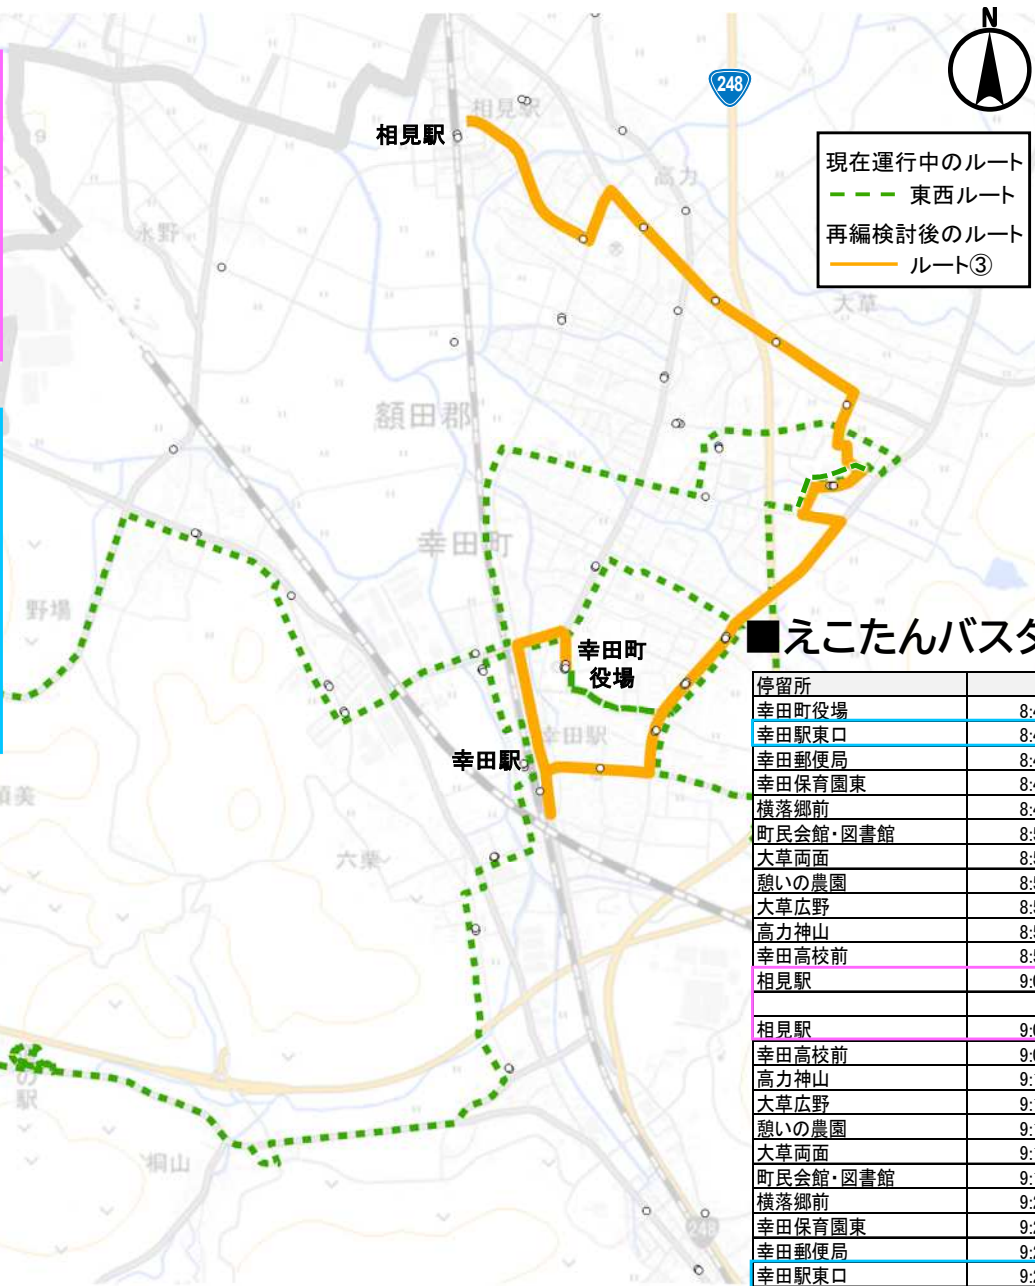 N
248
相見駅
相見駅
現在運行中のルート
東西ルート
再編検討後のルート
ルート③
高力
永野
大草
額田郡
幸田町
野場
幸田町
役場
幸田駅
幸田駅
六栗
桐山
の
駅
248
■えこたんバス
停留所
幸田町役場
幸田駅東口
幸田郵便局
幸田保育園東
横落郷前
町民会館・図書館
大草両面
憩いの農園
大草広野
高力神山
幸田高校前
相見駅
相見駅
幸田高校前
高力神山
大草広野
憩いの農園
大草両面
町民会館・図書館
横落郷前
幸田保育園東
幸田郵便局
幸田駅東口